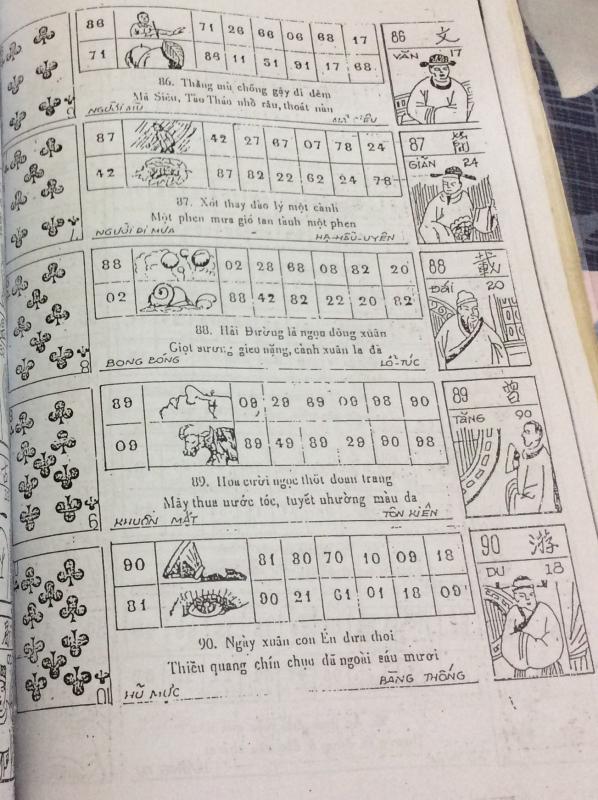 86 71 26 66 06 68 17
71 86 11 51 91 17 68
86. Thằng mù chống gậy đi đêm
Mã Siêu, Tào Tháo nhổ râu, thoát nàn
NGƯỜI MÙ
MÃ SIÊU
86 文
VĂN 17
87 42 27 67 07 78 24
42 87 82 22 62 24 78
87. Xót thay đào lý một cành
Một phen mưa gió tan tành một phen
NGƯỜI ĐI MƯA HẠ-HẦU-UYÊN
7
87 簡
GIẢN 24
88 02 28 68 08 82 20
02 88 42 82 22 20 82
88. Hải Đường lả ngọn đông xuân
Giọt sương gieo nặng, cành xuân la đà
BONG BÓNG LỖ-TÚC
8
88 戴
ĐÁI 20
89 09 29 69 09 98 90
09 89 49 89 29 90 98
89. Hoa cười ngọc thốt đoan trang
Mây thua nước tóc, tuyết nhường màu da
KHUÔN MẶT TÔN KIÊN
9
89 曾
TĂNG 90
90 81 80 70 10 09 18
81 90 21 61 01 18 09
90. Ngày xuân con Én đưa thoi
Thiều quang chín chục đã ngoài sáu mươi
HŨ MỰC BÀNG THỐNG
10
90 游
DU 18